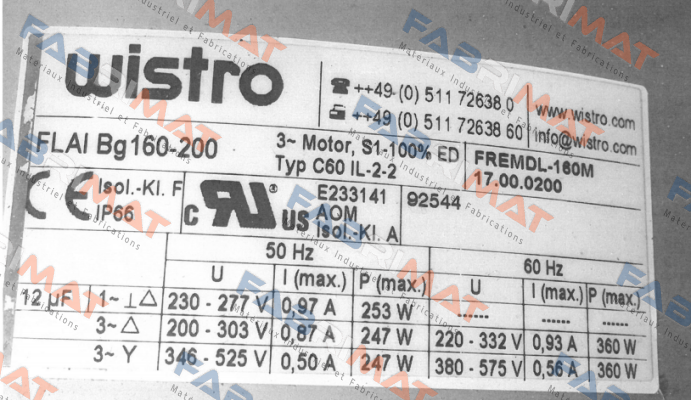 wistro
++49-(0) 511 72638 0
++49 (0) 511 72638 60
www.wistro.com
info@wistro.com
FLAI Bg160-200
3~ Motor, S1-100% ED
Typ C60 IL-2-2
FREMDL-160M
17.00.0200
CE
Isol.-Kl. F
IP66
c RU ® US
E233141
AOM
Isol.-Kl. A
92544
50 Hz
60 Hz
U I (max.) P (max.) U I (max.) P (max.)
12 µF 1~ ⊥ △ 230 - 277 V 0,97 A 253 W ...... ...... ......
3~ △ 200 - 303 V 0,87 A 247 W 220 - 332 V 0,93 A 360 W
3~ Y 346 - 525 V 0,50 A 247 W 380 - 575 V 0,56 A 360 W
FABRIMAT
Materiaux Industriel et Fabrications